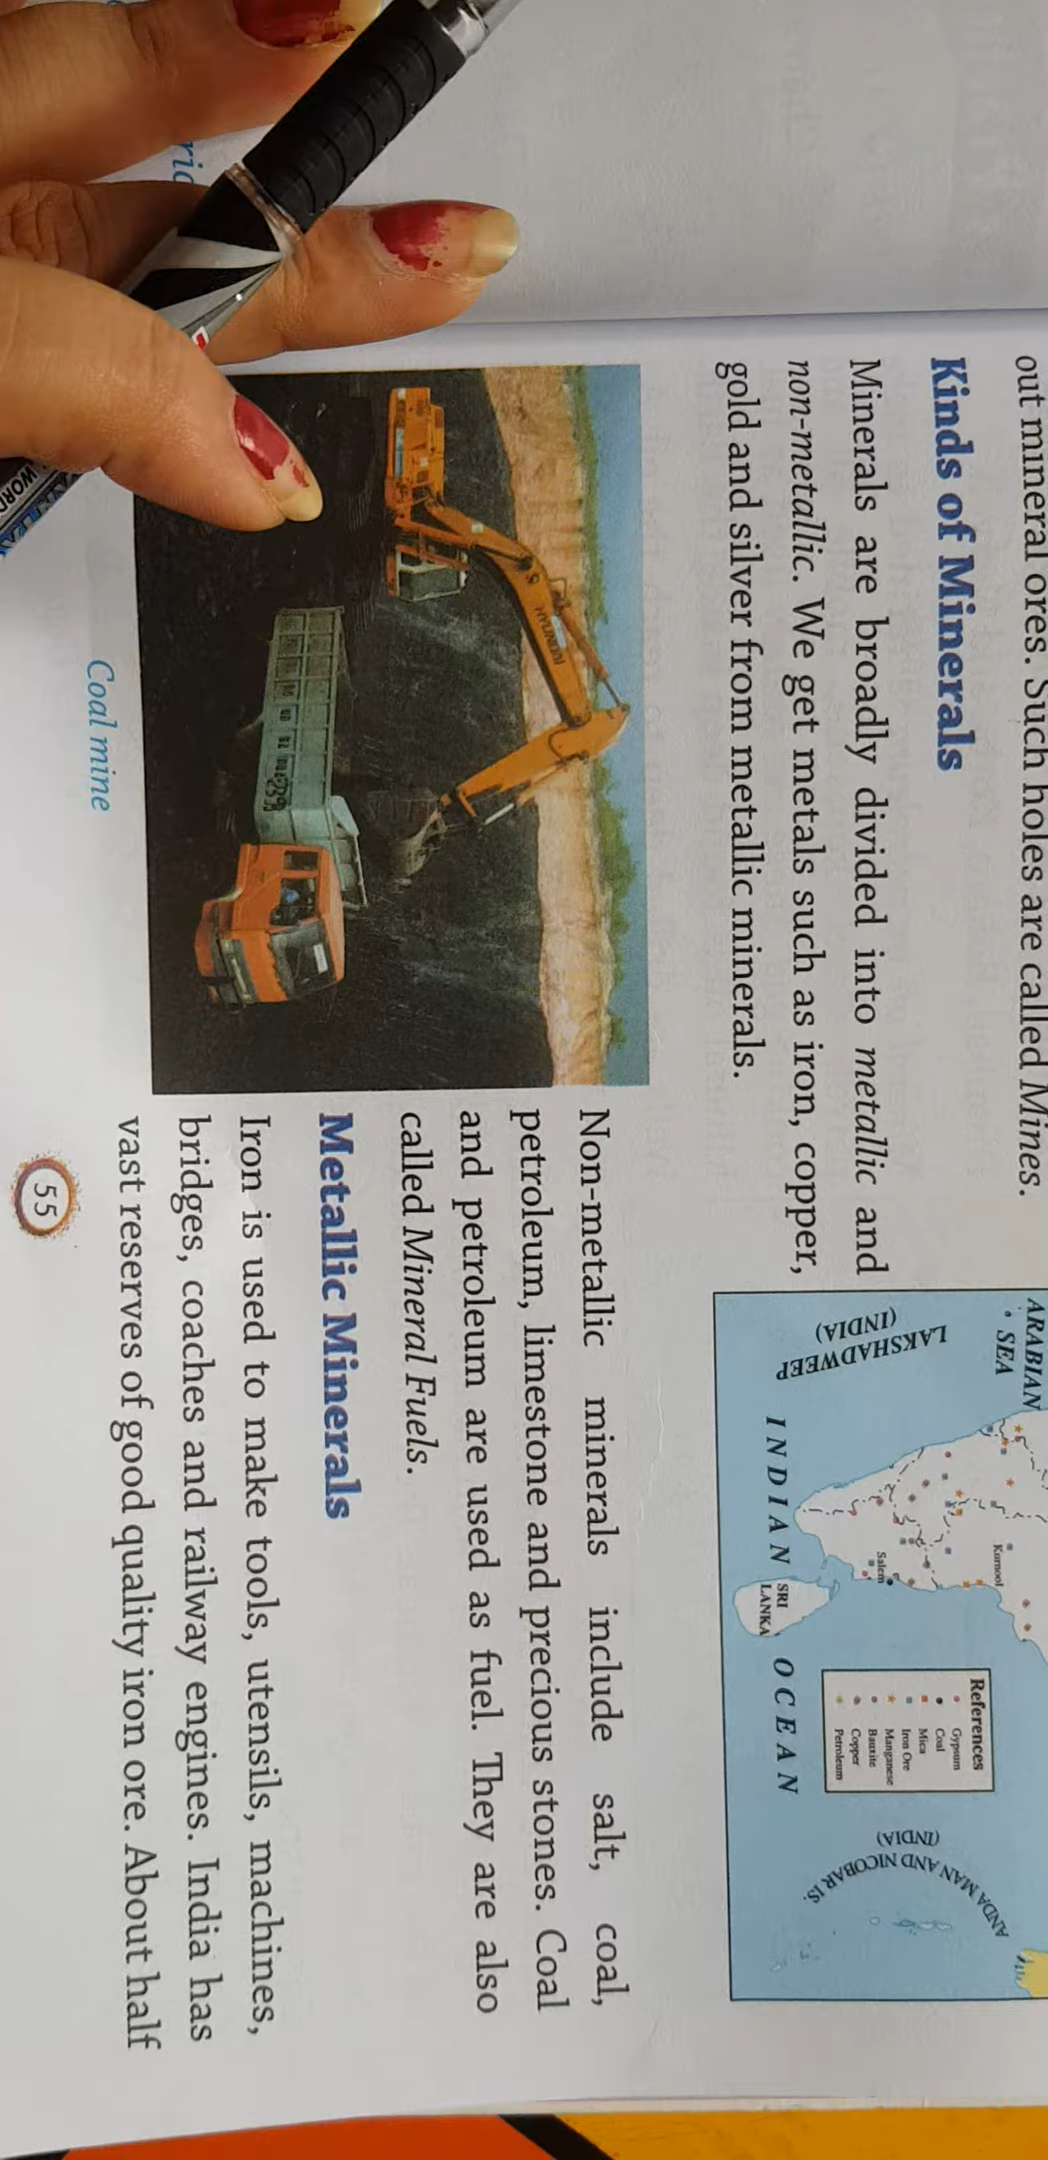 out mineral ores. Such holes are called Mines.
Kinds of Minerals
Minerals are broadly divided into metallic and
non-metallic. We get metals such as iron, copper,
gold and silver from metallic minerals.
ARABIAN
SEA
LAKSHADWEEP
(INDIA)
INDIAN
OCEAN
SRI
LANKA
Kurnool
Salem
References
Gypsum
Coal
Mica
Iron Ore
Manganese
Bauxite
Copper
Petroleum
ANDAMAN AND NICOBAR IS.
(INDIA)
HYUNDAI
Coal mine
Non-metallic minerals include salt, coal,
petroleum, limestone and precious stones. Coal
and petroleum are used as fuel. They are also
called Mineral Fuels.
Metallic Minerals
Iron is used to make tools, utensils, machines,
bridges, coaches and railway engines. India has
vast reserves of good quality iron ore. About half
55